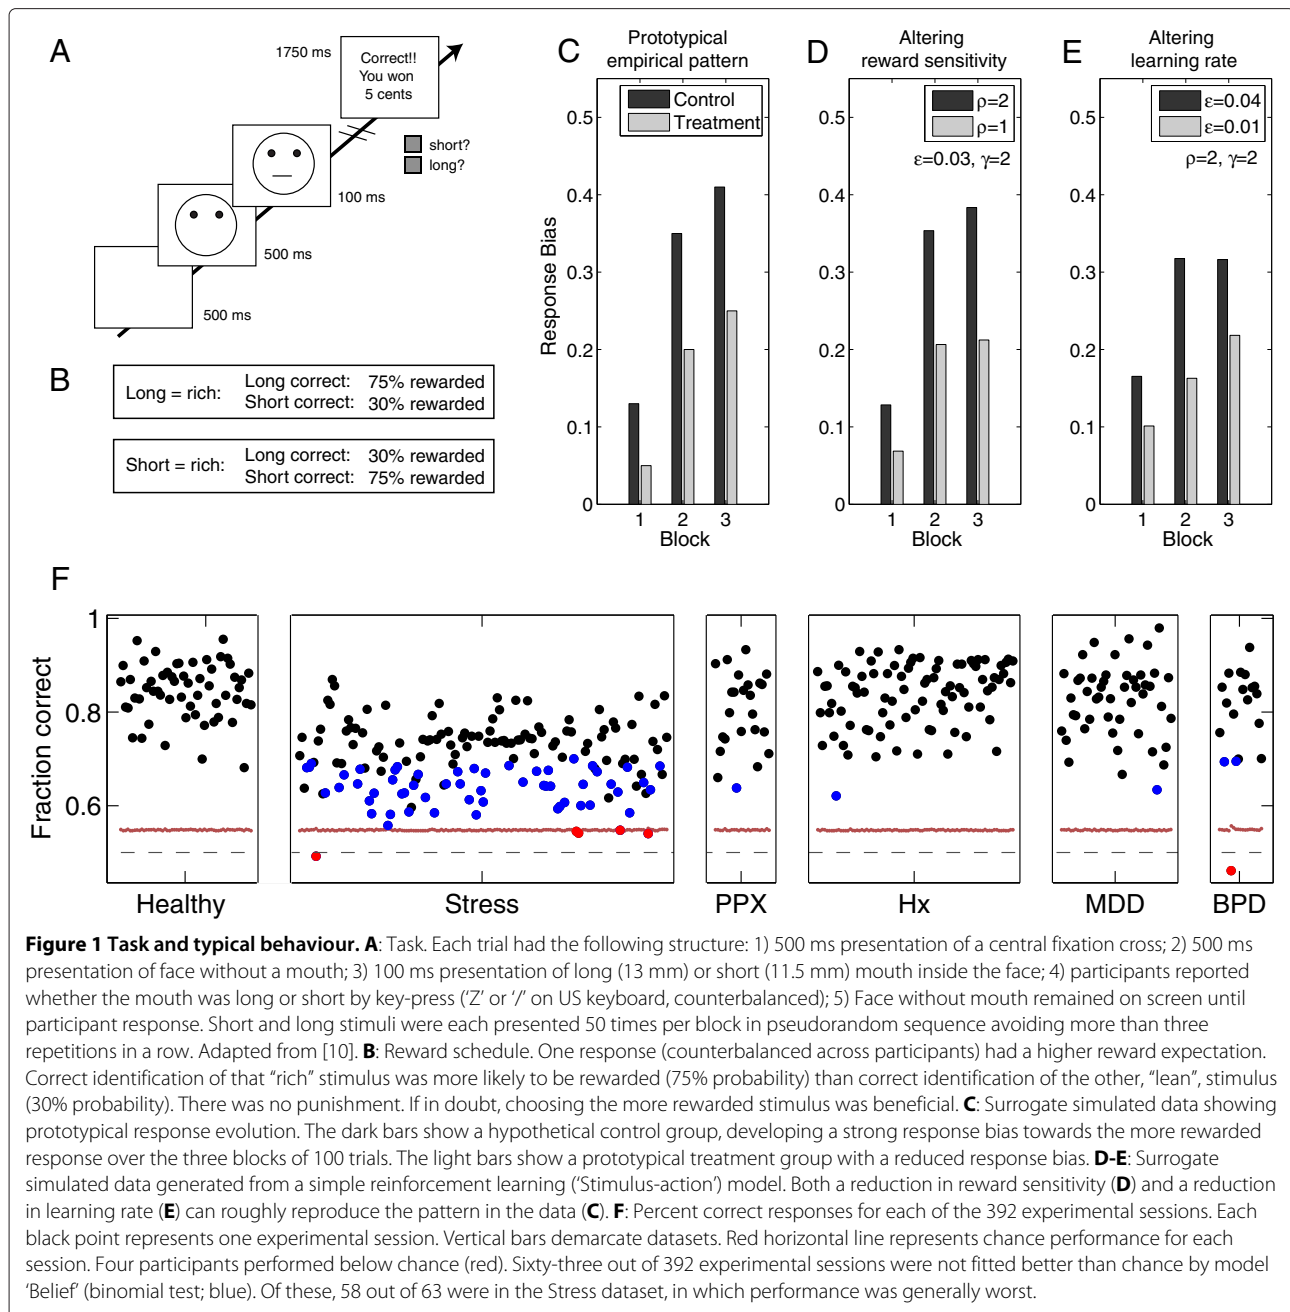 A
1750 ms
Correct!!
You won
5 cents
short?
long?
100 ms
500 ms
500 ms
B
Long = rich: Long correct: 75% rewarded
Short correct: 30% rewarded
Short = rich: Long correct: 30% rewarded
Short correct: 75% rewarded
C
Prototypical
empirical pattern
Control
Treatment
Response Bias
0.5
0.4
0.3
0.2
0.1
0
1 2 3
Block
D
Altering
reward sensitivity
ρ=2
ρ=1
ε=0.03, γ=2
0.5
0.4
0.3
0.2
0.1
0
1 2 3
Block
E
Altering
learning rate
ε=0.04
ε=0.01
ρ=2, γ=2
0.5
0.4
0.3
0.2
0.1
0
1 2 3
Block
F
Fraction correct
1
0.8
0.6
Healthy Stress PPX Hx MDD BPD
Figure 1 Task and typical behaviour. A: Task. Each trial had the following structure: 1) 500 ms presentation of a central fixation cross; 2) 500 ms
presentation of face without a mouth; 3) 100 ms presentation of long (13 mm) or short (11.5 mm) mouth inside the face; 4) participants reported
whether the mouth was long or short by key-press (‘Z’ or ‘/’ on US keyboard, counterbalanced); 5) Face without mouth remained on screen until
participant response. Short and long stimuli were each presented 50 times per block in pseudorandom sequence avoiding more than three
repetitions in a row. Adapted from [10]. B: Reward schedule. One response (counterbalanced across participants) had a higher reward expectation.
Correct identification of that “rich” stimulus was more likely to be rewarded (75% probability) than correct identification of the other, “lean”, stimulus
(30% probability). There was no punishment. If in doubt, choosing the more rewarded stimulus was beneficial. C: Surrogate simulated data showing
prototypical response evolution. The dark bars show a hypothetical control group, developing a strong response bias towards the more rewarded
response over the three blocks of 100 trials. The light bars show a prototypical treatment group with a reduced response bias. D-E: Surrogate
simulated data generated from a simple reinforcement learning (‘Stimulus-action’) model. Both a reduction in reward sensitivity (D) and a reduction
in learning rate (E) can roughly reproduce the pattern in the data (C). F: Percent correct responses for each of the 392 experimental sessions. Each
black point represents one experimental session. Vertical bars demarcate datasets. Red horizontal line represents chance performance for each
session. Four participants performed below chance (red). Sixty-three out of 392 experimental sessions were not fitted better than chance by model
‘Belief’ (binomial test; blue). Of these, 58 out of 63 were in the Stress dataset, in which performance was generally worst.